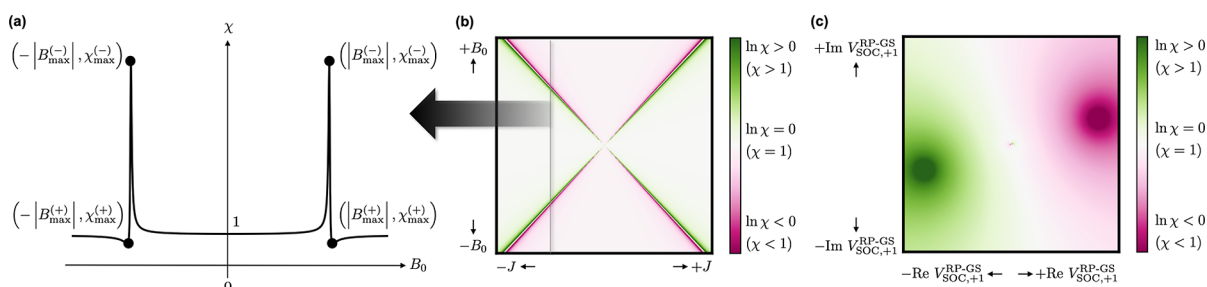 (a)
χ
(−|B_max^(−)|, χ_max^(−))
(|B_max^(−)|, χ_max^(−))
(−|B_max^(+)|, χ_max^(+))
1
(|B_max^(+)|, χ_max^(+))
B_0
0
(b)
+B_0
−B_0
−J
+J
ln χ > 0
(χ > 1)
ln χ = 0
(χ = 1)
ln χ < 0
(χ < 1)
(c)
+Im V_SOC,+1^RP-GS
−Im V_SOC,+1^RP-GS
−Re V_SOC,+1^RP-GS
+Re V_SOC,+1^RP-GS
ln χ > 0
(χ > 1)
ln χ = 0
(χ = 1)
ln χ < 0
(χ < 1)